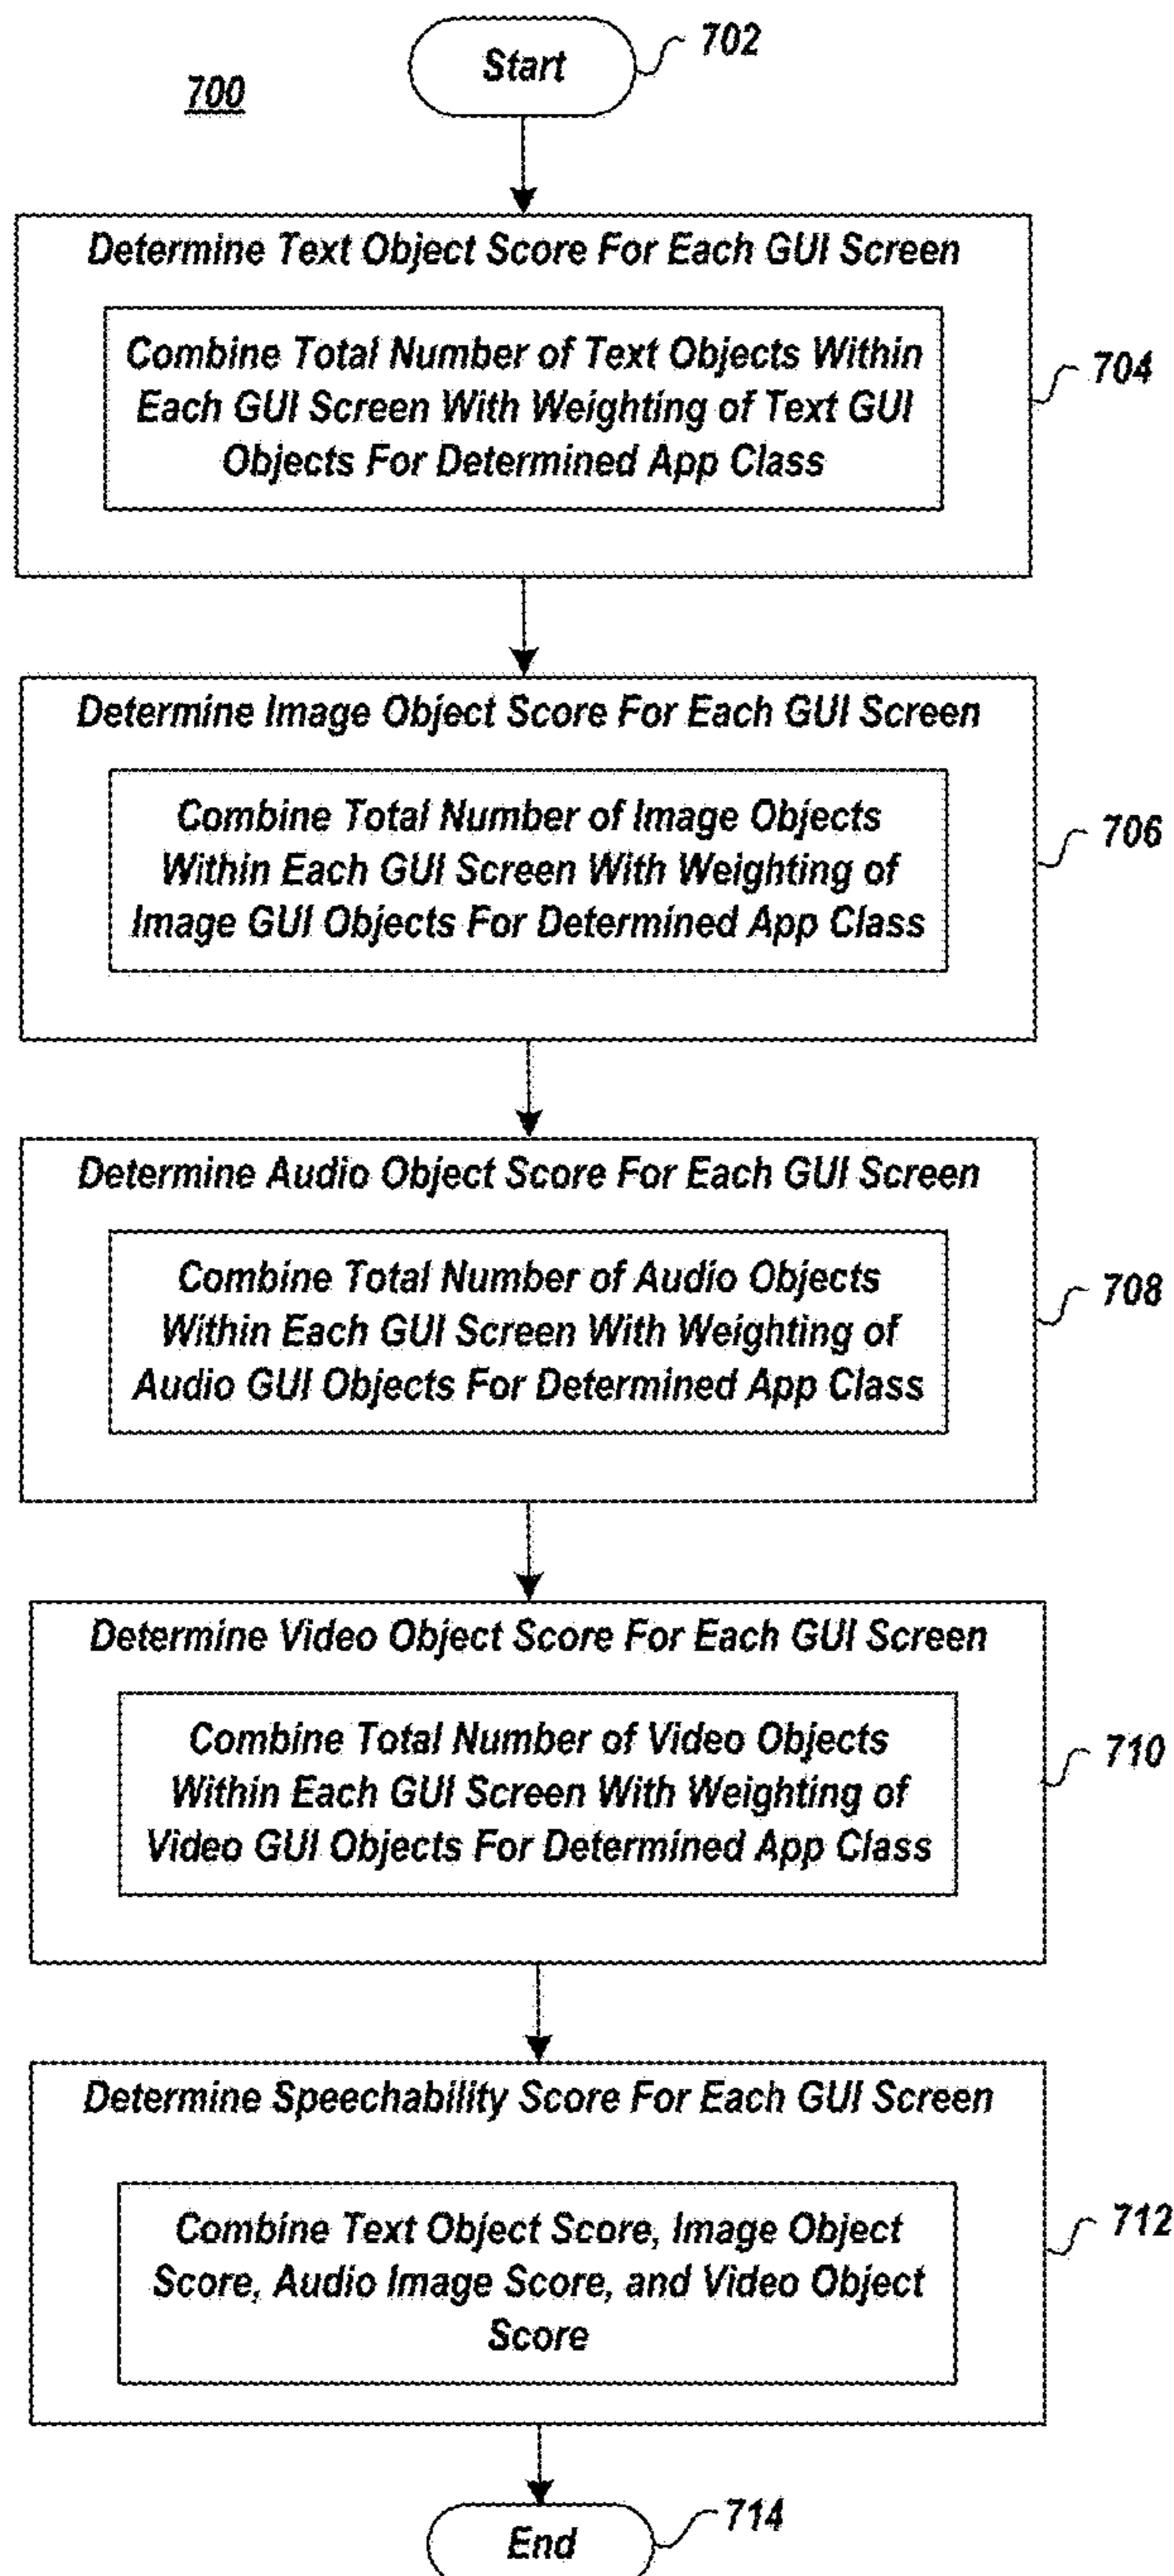 702
Start
700
Determine Text Object Score For Each GUI Screen
Combine Total Number of Text Objects Within
Each GUI Screen With Weighting of Text GUI
Objects For Determined App Class
704
Determine Image Object Score For Each GUI Screen
Combine Total Number of Image Objects
Within Each GUI Screen With Weighting of
Image GUI Objects For Determined App Class
706
Determine Audio Object Score For Each GUI Screen
Combine Total Number of Audio Objects
Within Each GUI Screen With Weighting of
Audio GUI Objects For Determined App Class
708
Determine Video Object Score For Each GUI Screen
Combine Total Number of Video Objects
Within Each GUI Screen With Weighting of
Video GUI Objects For Determined App Class
710
Determine Speechability Score For Each GUI Screen
Combine Text Object Score, Image Object
Score, Audio Image Score, and Video Object
Score
712
714
End